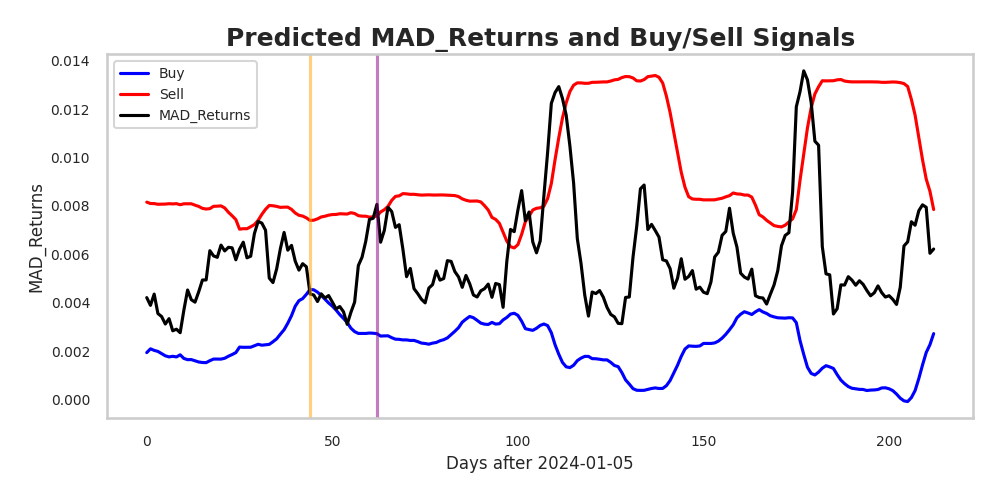 Predicted MAD_Returns and Buy/Sell Signals
Buy
Sell
MAD_Returns
0.014
0.012
0.010
0.008
0.006
0.004
0.002
0.000
MAD_Returns
0 50 100 150 200
Days after 2024-01-05